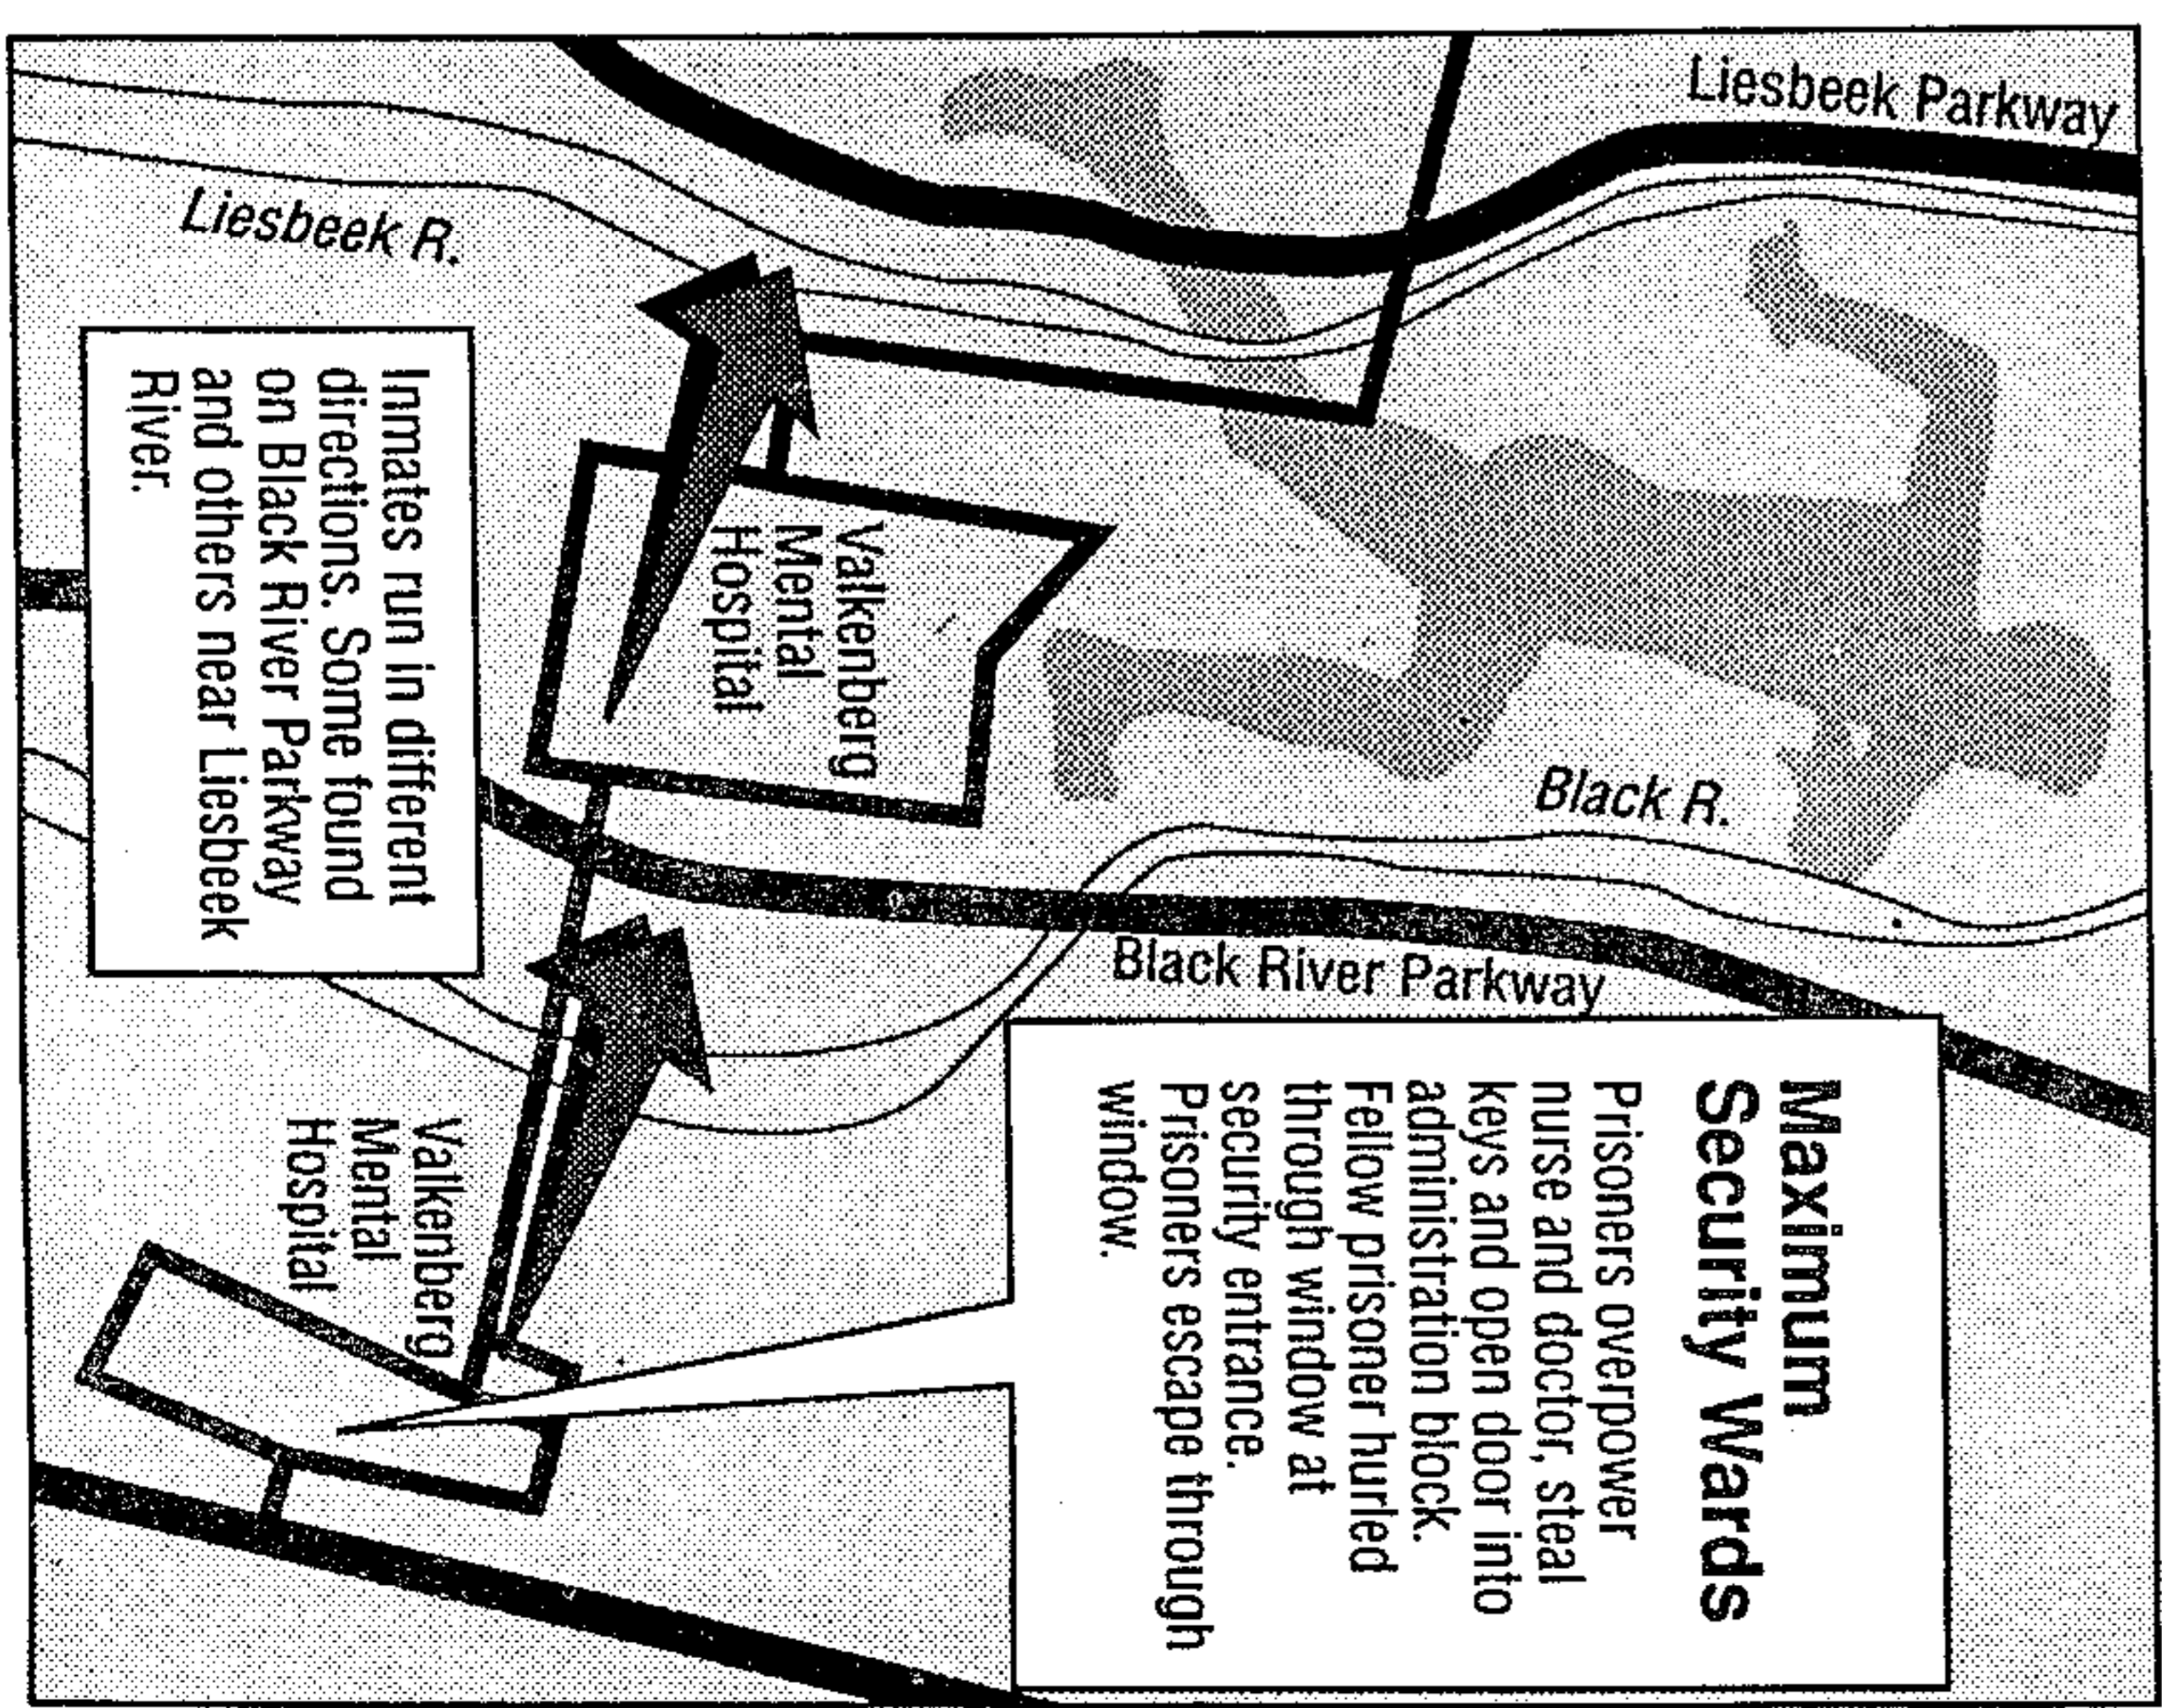 Maximum
Security Wards
Prisoners overpower
nurse and doctor, steal
keys and open door into
administration block.
Fellow prisoner hurled
through window at
security entrance.
Prisoners escape through
window.
Liesbeek Parkway
Black R.
Black River Parkway
Valkenberg
Mental
Hospital
Liesbeek R.
Valkenberg
Mental
Hospital
Inmates run in different
directions. Some found
on Black River Parkway
and others near Liesbeek
River.